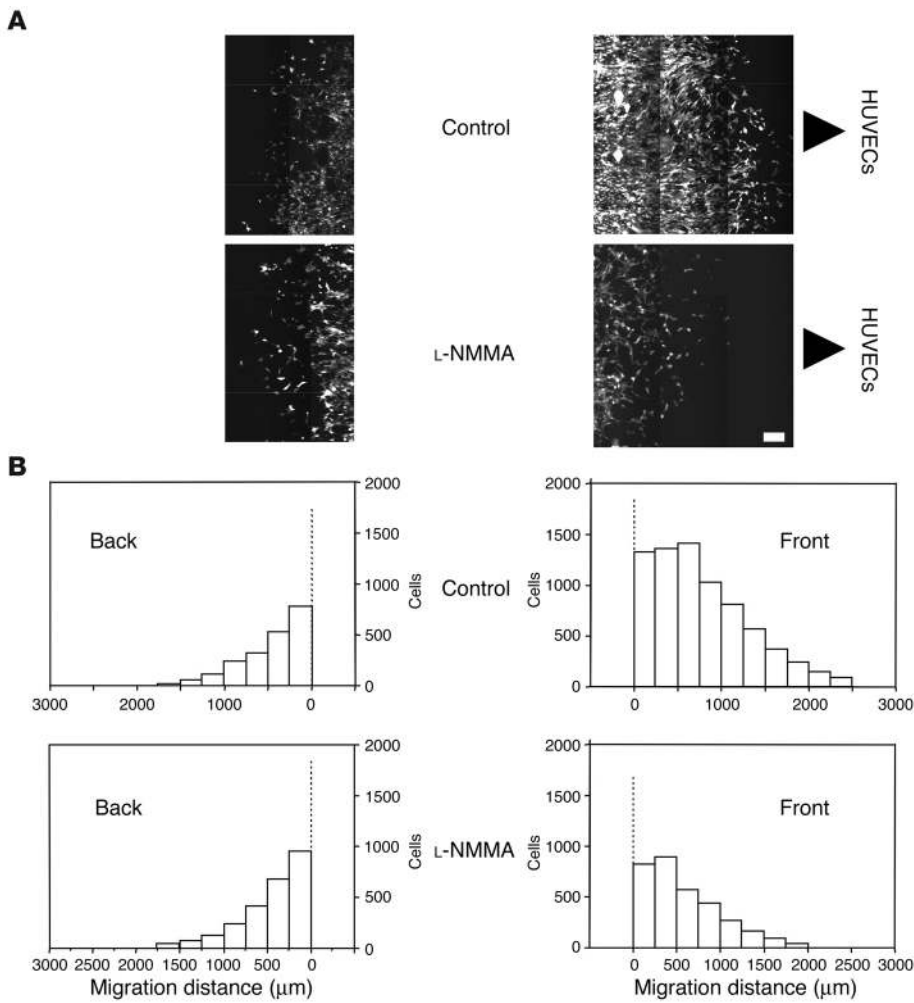 A
Control
HUVECs
L-NMMA
HUVECs
B
Back
2000
1500
1000
500
0
Cells
3000
2000
1000
0
Control
Front
2000
1500
1000
500
0
Cells
0
1000
2000
3000
Back
2000
1500
1000
500
0
Cells
3000 2500 2000 1500 1000 500 0
Migration distance (μm)
L-NMMA
Front
2000
1500
1000
500
0
Cells
0 500 1000 1500 2000 2500 3000
Migration distance (μm)